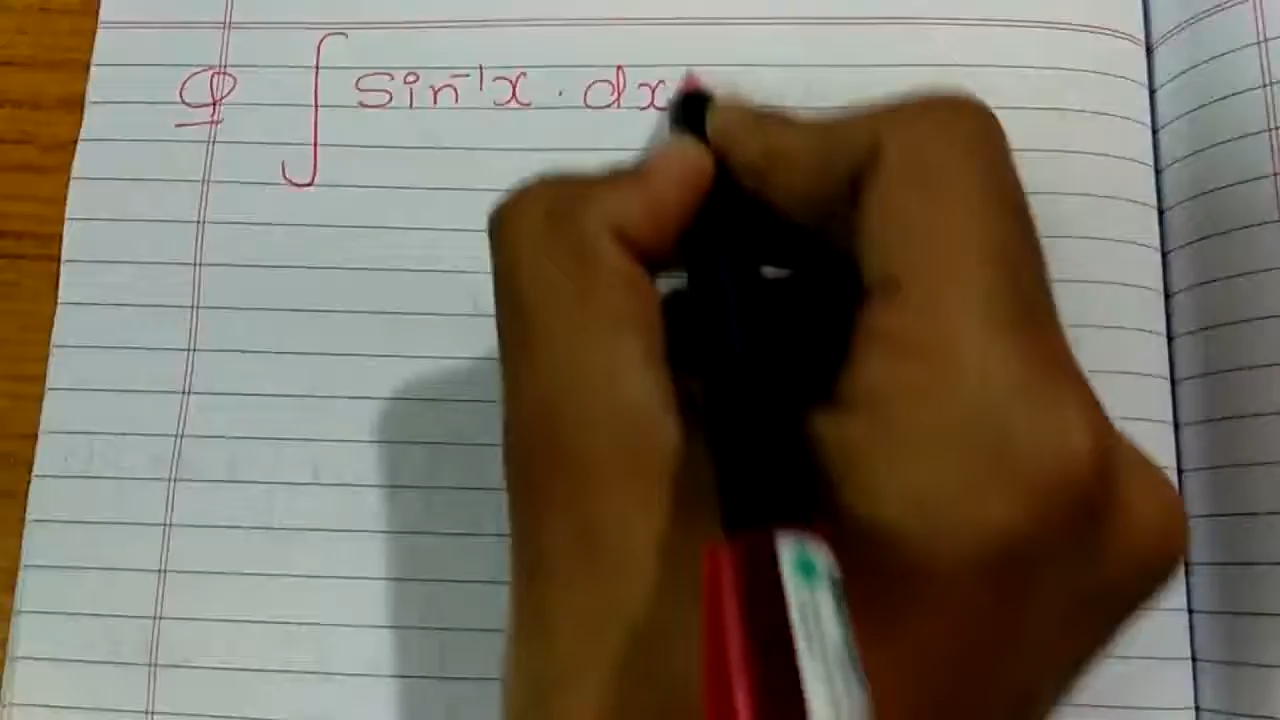 Q ∫ Sin⁻¹x · dx